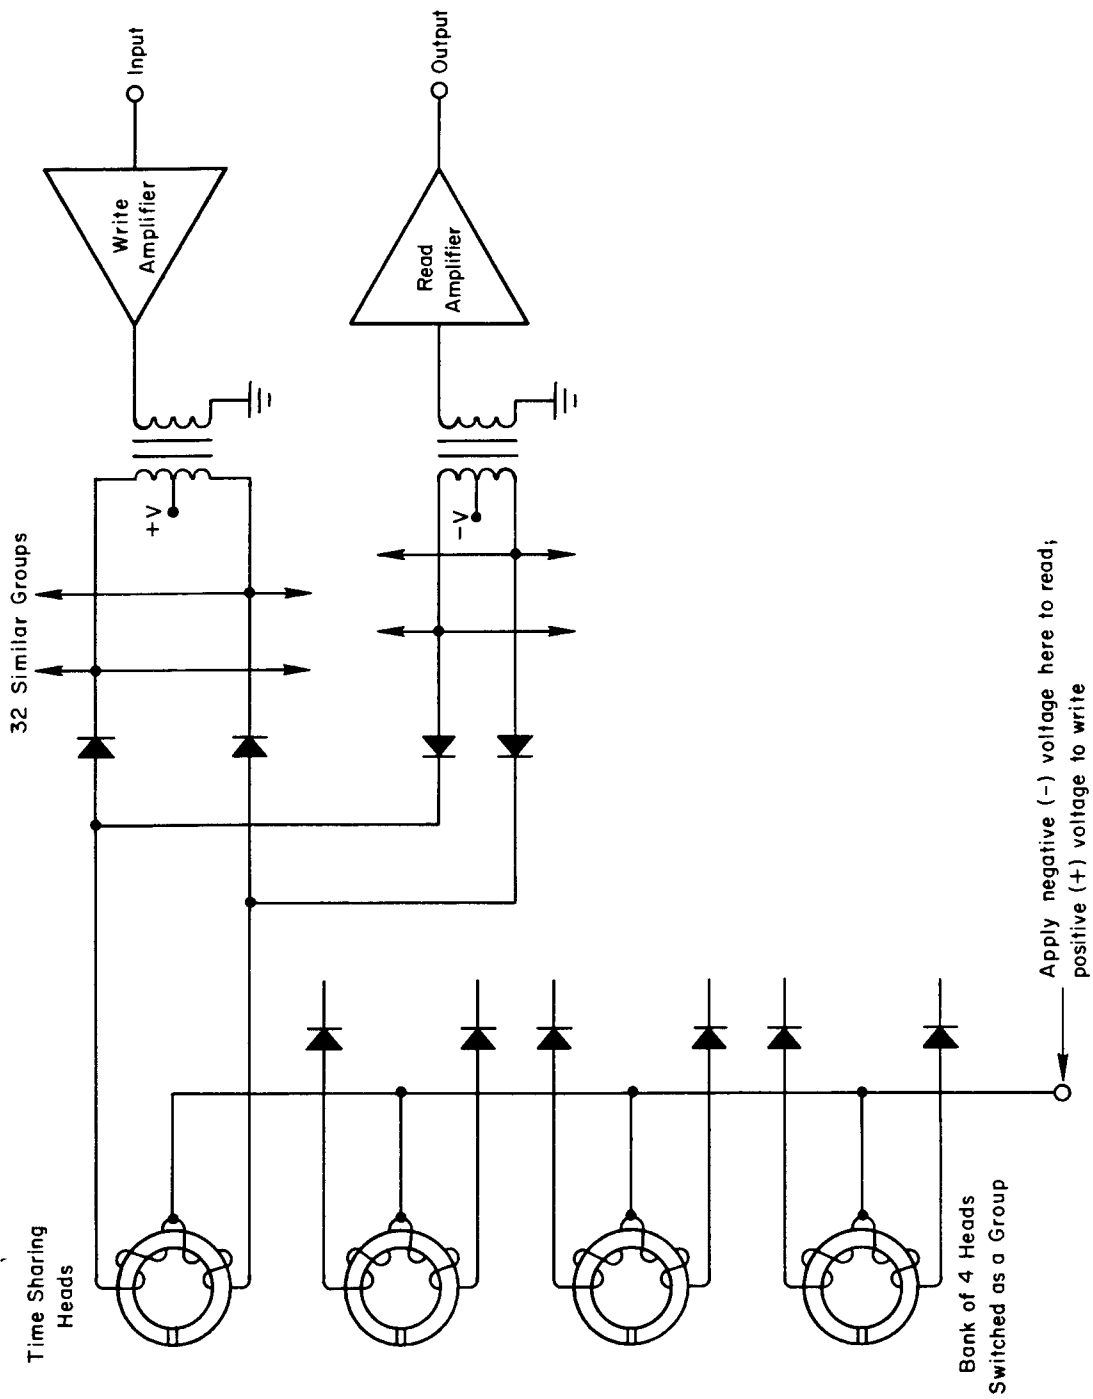 Time Sharing
Heads
32 Similar Groups
+V
Write
Amplifier
Input
-V
Read
Amplifier
Output
Bank of 4 Heads
Switched as a Group
Apply negative (-) voltage here to read;
positive (+) voltage to write